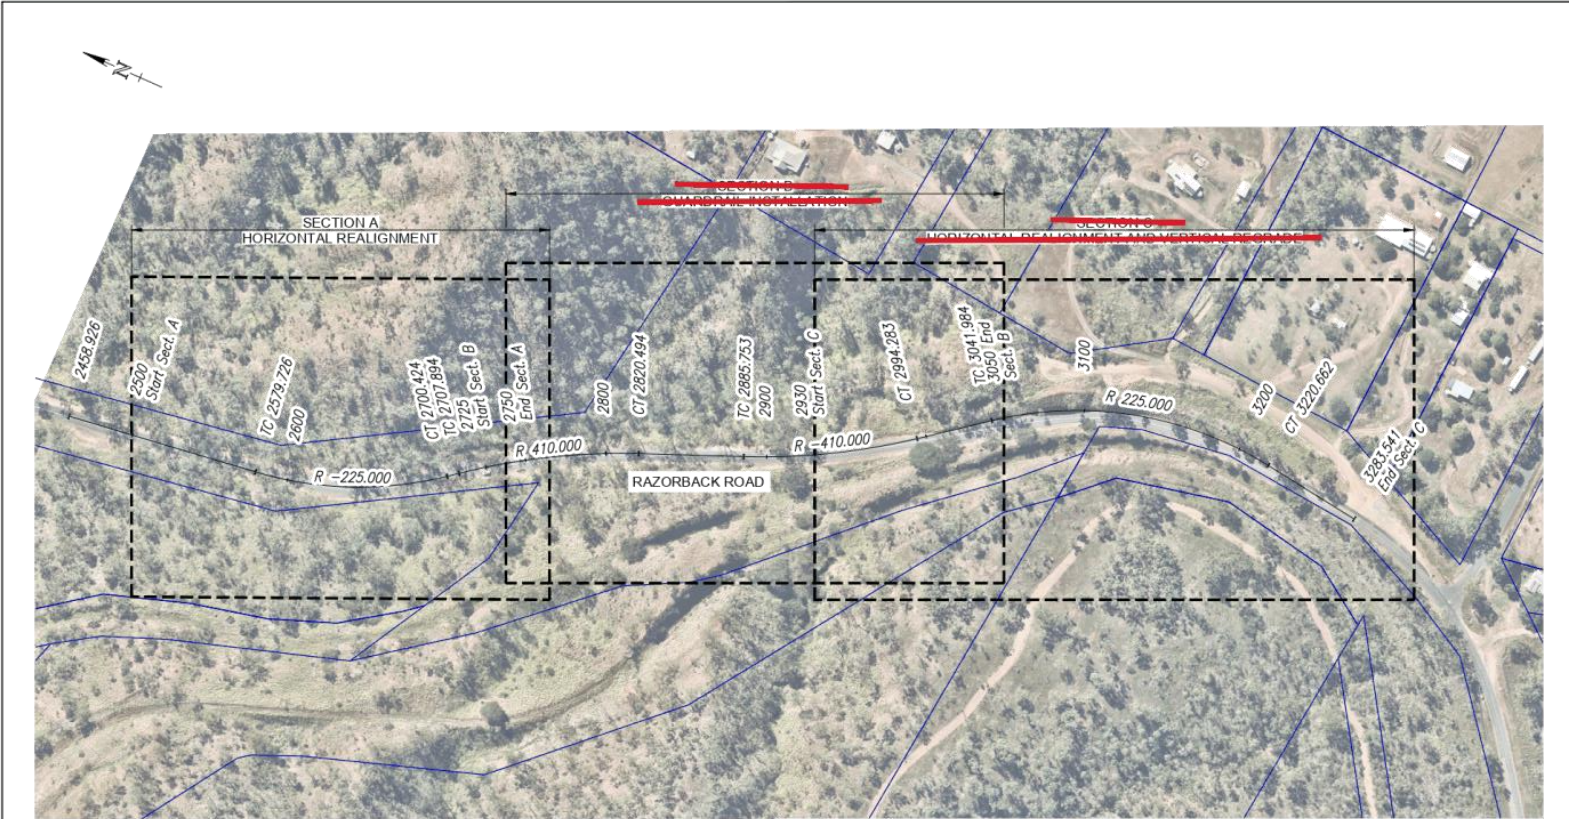 N
SECTION B
GUARDRAIL INSTALLATION
SECTION A
HORIZONTAL REALIGNMENT
SECTION C
HORIZONTAL REALIGNMENT AND VERTICAL REGRADE
2458.926
2500
Start Sect. A
TC 2579.726
2600
CT 2700.424
TC 2707.894
2725
Start Sect. B
2750
End Sect. A
2800
CT 2820.494
TC 2885.753
2900
2930
Start Sect. C
CT 2994.283
TC 3041.984
3050 End
Sect. B
3100
3200
CT 3220.662
3283.541
End Sect. C
R -225.000
R 410.000
R -410.000
R 225.000
RAZORBACK ROAD